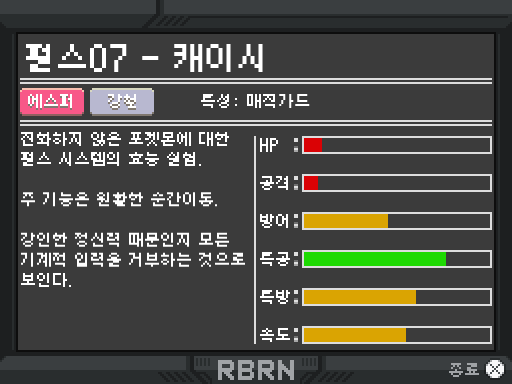 펄스07 - 캐이시
에스퍼 강철 특성: 매직가드
진화하지 않은 포켓몬에 대한
펄스 시스템의 효능 실험.
주 기능은 원활한 순간이동.
강인한 정신력 때문인지 모든
기계적 입력을 거부하는 것으로
보인다.
HP :
공격:
방어:
특공:
특방:
속도:
RBRN
종료